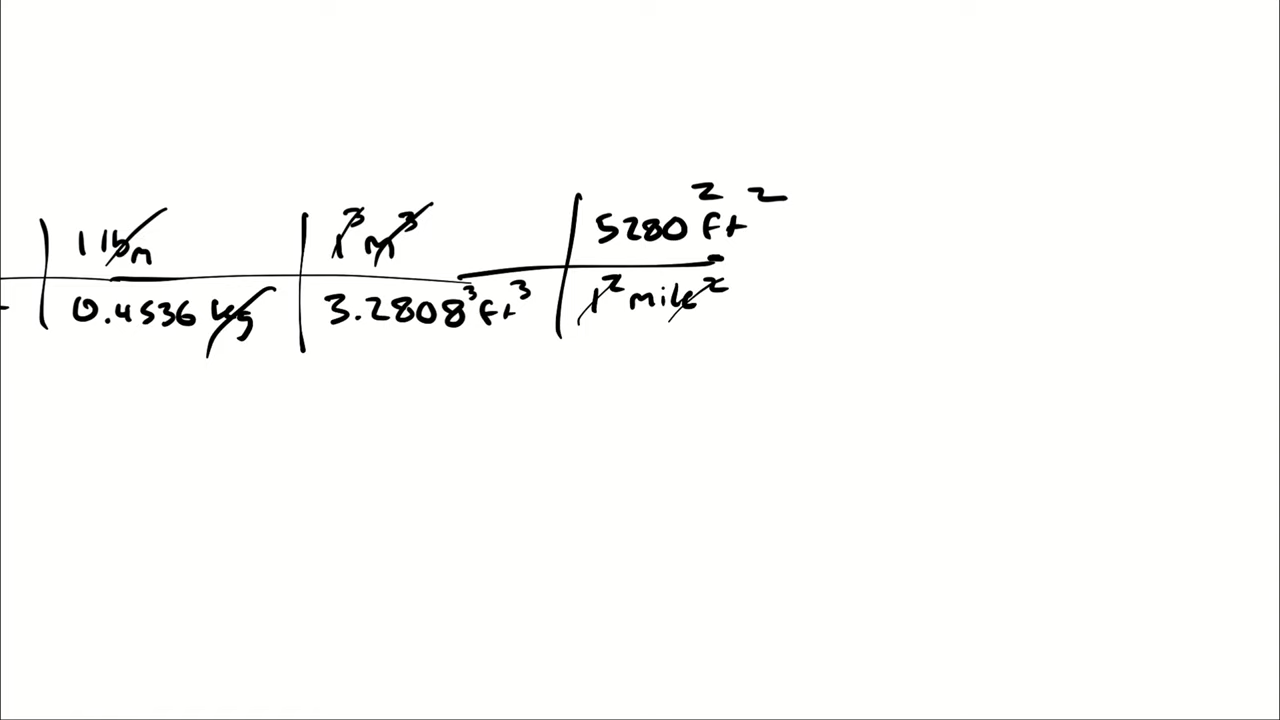 1 lbm 1³ m³ 5280² ft²
0.4536 kg 3.2808³ ft³ 1² mile²